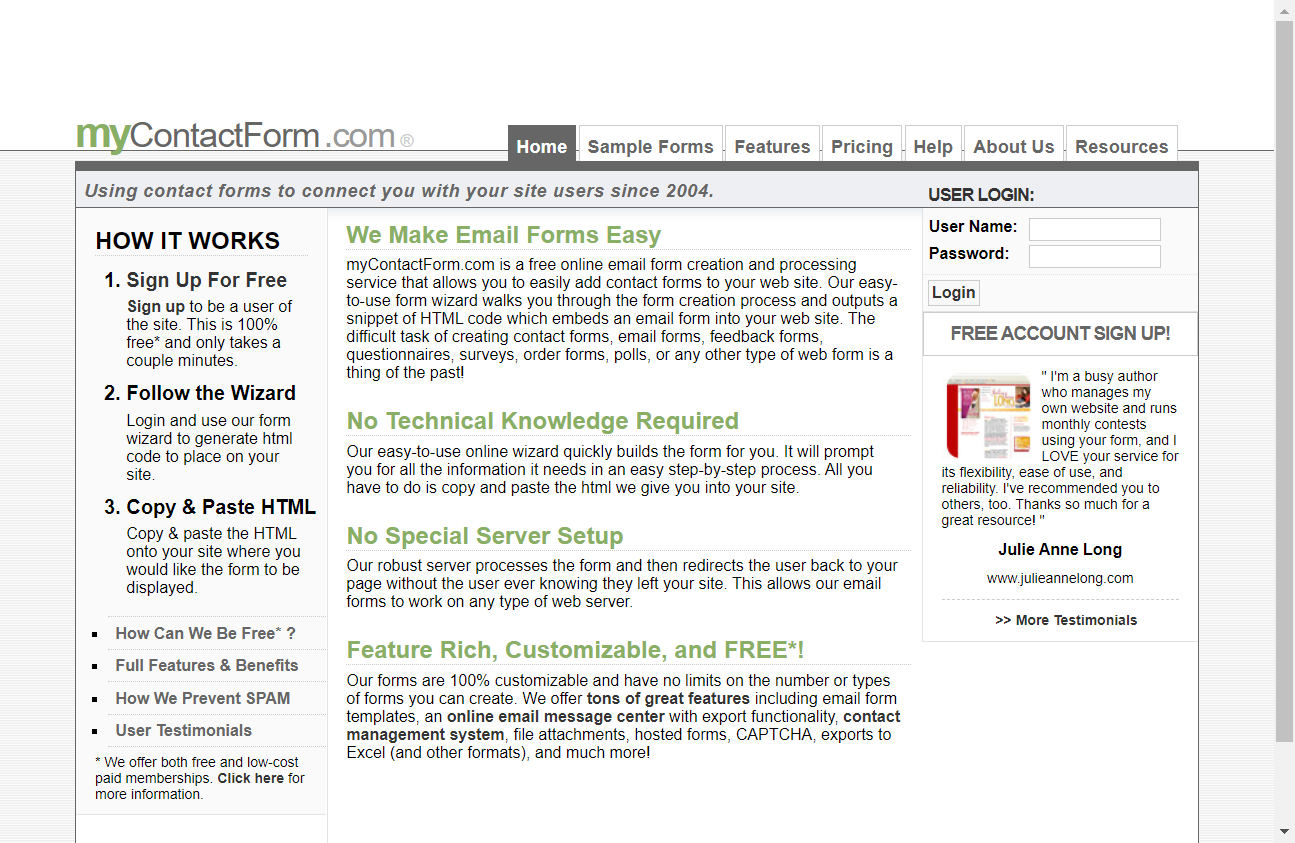 myContactForm.com ®
Home
Sample Forms
Features
Pricing
Help
About Us
Resources
Using contact forms to connect you with your site users since 2004.
HOW IT WORKS
1. Sign Up For Free
Sign up to be a user of
the site. This is 100%
free* and only takes a
couple minutes.
2. Follow the Wizard
Login and use our form
wizard to generate html
code to place on your
site.
3. Copy & Paste HTML
Copy & paste the HTML
onto your site where you
would like the form to be
displayed.
How Can We Be Free* ?
Full Features & Benefits
How We Prevent SPAM
User Testimonials
* We offer both free and low-cost
paid memberships. Click here for
more information.
We Make Email Forms Easy
myContactForm.com is a free online email form creation and processing
service that allows you to easily add contact forms to your web site. Our easy-
to-use form wizard walks you through the form creation process and outputs a
snippet of HTML code which embeds an email form into your web site. The
difficult task of creating contact forms, email forms, feedback forms,
questionnaires, surveys, order forms, polls, or any other type of web form is a
thing of the past!
No Technical Knowledge Required
Our easy-to-use online wizard quickly builds the form for you. It will prompt
you for all the information it needs in an easy step-by-step process. All you
have to do is copy and paste the html we give you into your site.
No Special Server Setup
Our robust server processes the form and then redirects the user back to your
page without the user ever knowing they left your site. This allows our email
forms to work on any type of web server.
Feature Rich, Customizable, and FREE*!
Our forms are 100% customizable and have no limits on the number or types
of forms you can create. We offer tons of great features including email form
templates, an online email message center with export functionality, contact
management system, file attachments, hosted forms, CAPTCHA, exports to
Excel (and other formats), and much more!
USER LOGIN:
User Name:
Password:
Login
FREE ACCOUNT SIGN UP!
" I'm a busy author
who manages my
own website and runs
monthly contests
using your form, and I
LOVE your service for
its flexibility, ease of use, and
reliability. I've recommended you to
others, too. Thanks so much for a
great resource! "
Julie Anne Long
www.julieannelong.com
>> More Testimonials